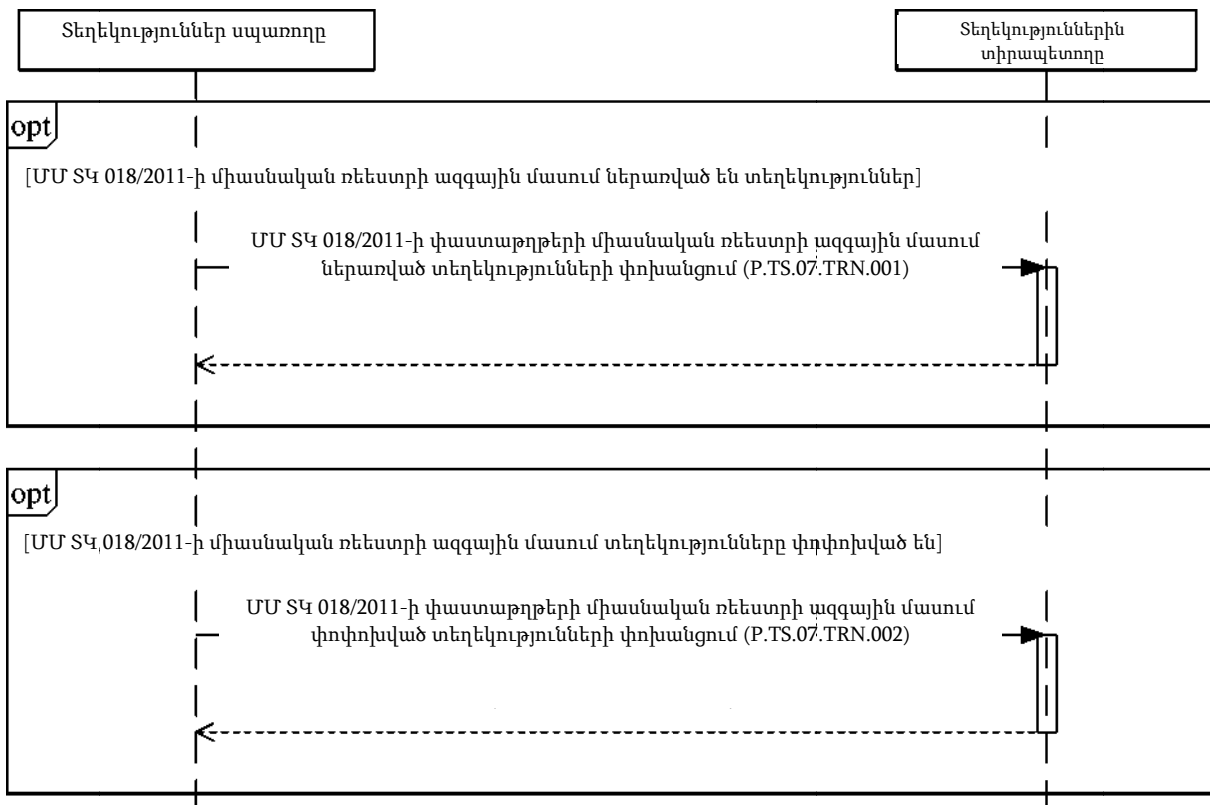 Տեղեկություններ սպառողը
Տեղեկություններին
տիրապետողը
opt
[ՄՄ ՏԿ 018/2011-ի միասնական ռեեստրի ազգային մասում ներառված են տեղեկություններ]
ՄՄ ՏԿ 018/2011-ի փաստաթղթերի միասնական ռեեստրի ազգային մասում
ներառված տեղեկությունների փոխանցում (P.TS.07.TRN.001)
opt
[ՄՄ ՏԿ 018/2011-ի միասնական ռեեստրի ազգային մասում տեղեկությունները փոփոխված են]
ՄՄ ՏԿ 018/2011-ի փաստաթղթերի միասնական ռեեստրի ազգային մասում
փոփոխված տեղեկությունների փոխանցում (P.TS.07.TRN.002)